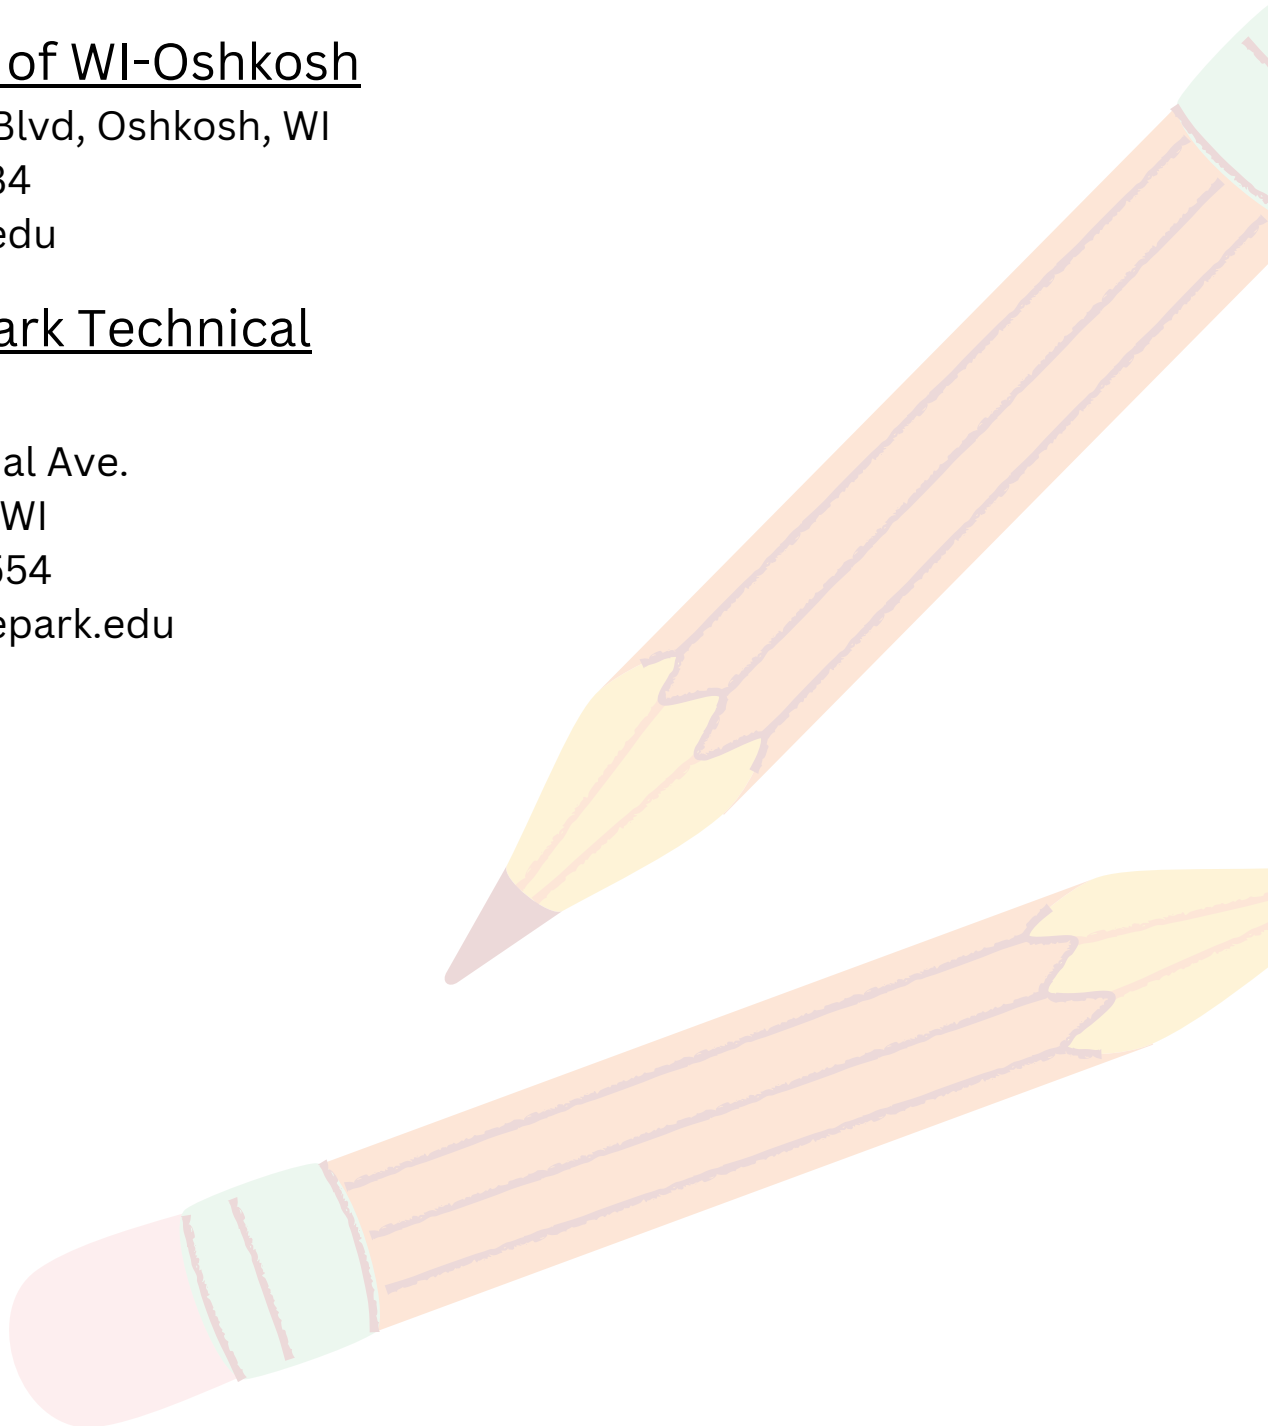 of WI-Oshkosh
Blvd, Oshkosh, WI
34
edu
ark Technical
al Ave.
WI
554
epark.edu